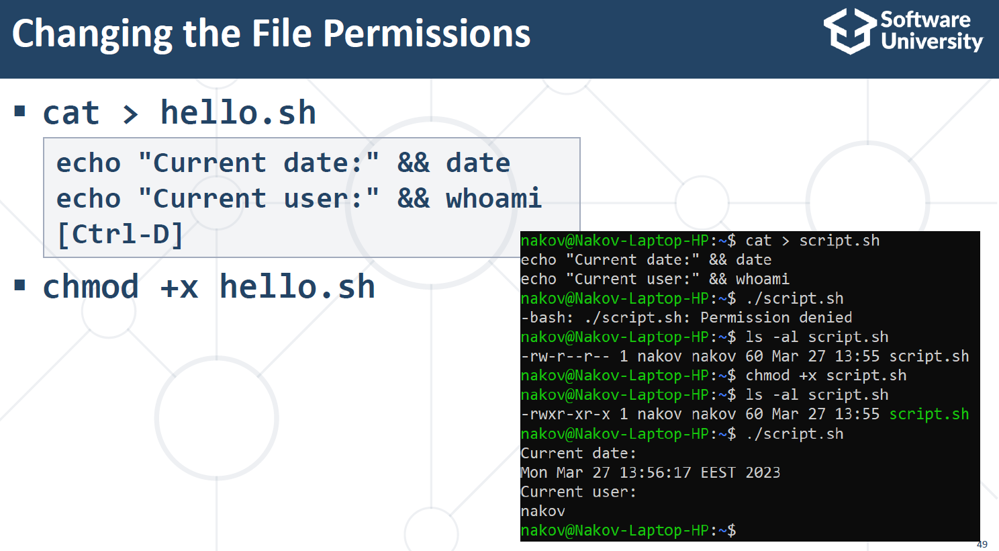 Changing the File Permissions
Software
University
▪ cat > hello.sh
echo "Current date:" && date
echo "Current user:" && whoami
[Ctrl-D]
▪ chmod +x hello.sh
nakov@Nakov-Laptop-HP:~$ cat > script.sh
echo "Current date:" && date
echo "Current user:" && whoami
nakov@Nakov-Laptop-HP:~$ ./script.sh
-bash: ./script.sh: Permission denied
nakov@Nakov-Laptop-HP:~$ ls -al script.sh
-rw-r--r-- 1 nakov nakov 60 Mar 27 13:55 script.sh
nakov@Nakov-Laptop-HP:~$ chmod +x script.sh
nakov@Nakov-Laptop-HP:~$ ls -al script.sh
-rwxr-xr-x 1 nakov nakov 60 Mar 27 13:55 script.sh
nakov@Nakov-Laptop-HP:~$ ./script.sh
Current date:
Mon Mar 27 13:56:17 EEST 2023
Current user:
nakov
nakov@Nakov-Laptop-HP:~$
49